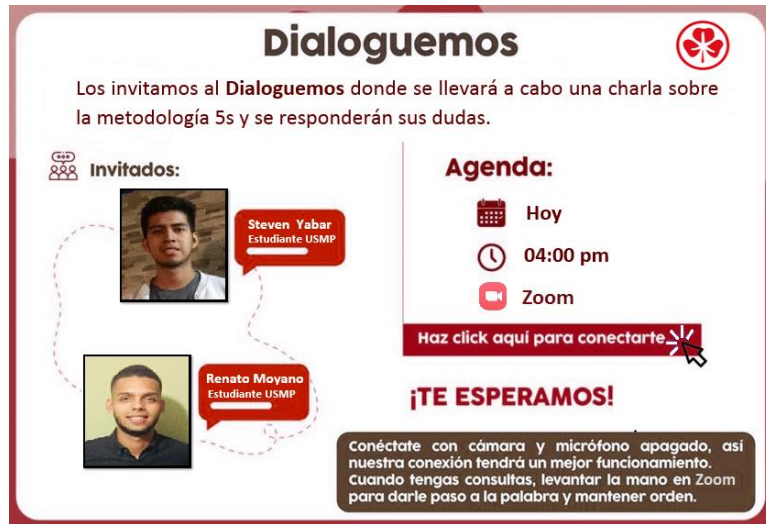 Dialoguemos
Los invitamos al Dialoguemos donde se llevará a cabo una charla sobre
la metodología 5s y se responderán sus dudas.
Invitados:
Steven Yabar
Estudiante USMP
Renato Moyano
Estudiante USMP
Agenda:
Hoy
04:00 pm
Zoom
Haz click aquí para conectarte
¡TE ESPERAMOS!
Conéctate con cámara y micrófono apagado, así
nuestra conexión tendrá un mejor funcionamiento.
Cuando tengas consultas, levantar la mano en Zoom
para darle paso a la palabra y mantener orden.